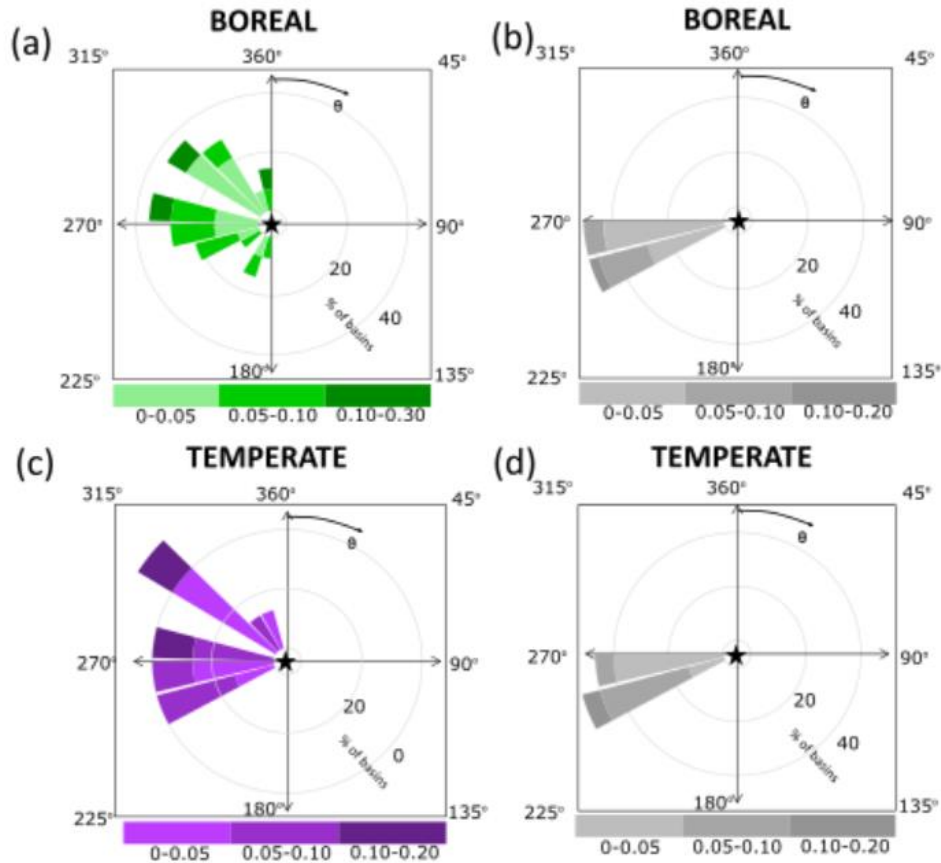 (a) BOREAL
315° 360° 45°
θ
270° 90°
20
40
% of basins
225° 180° 135°
0-0.05 0.05-0.10 0.10-0.30
(b) BOREAL
315° 360° 45°
θ
270° 90°
20
40
% of basins
225° 180° 135°
0-0.05 0.05-0.10 0.10-0.20
(c) TEMPERATE
315° 360° 45°
θ
270° 90°
20
0
% of basins
225° 180° 135°
0-0.05 0.05-0.10 0.10-0.20
(d) TEMPERATE
315° 360° 45°
θ
270° 90°
20
40
% of basins
225° 180° 135°
0-0.05 0.05-0.10 0.10-0.20